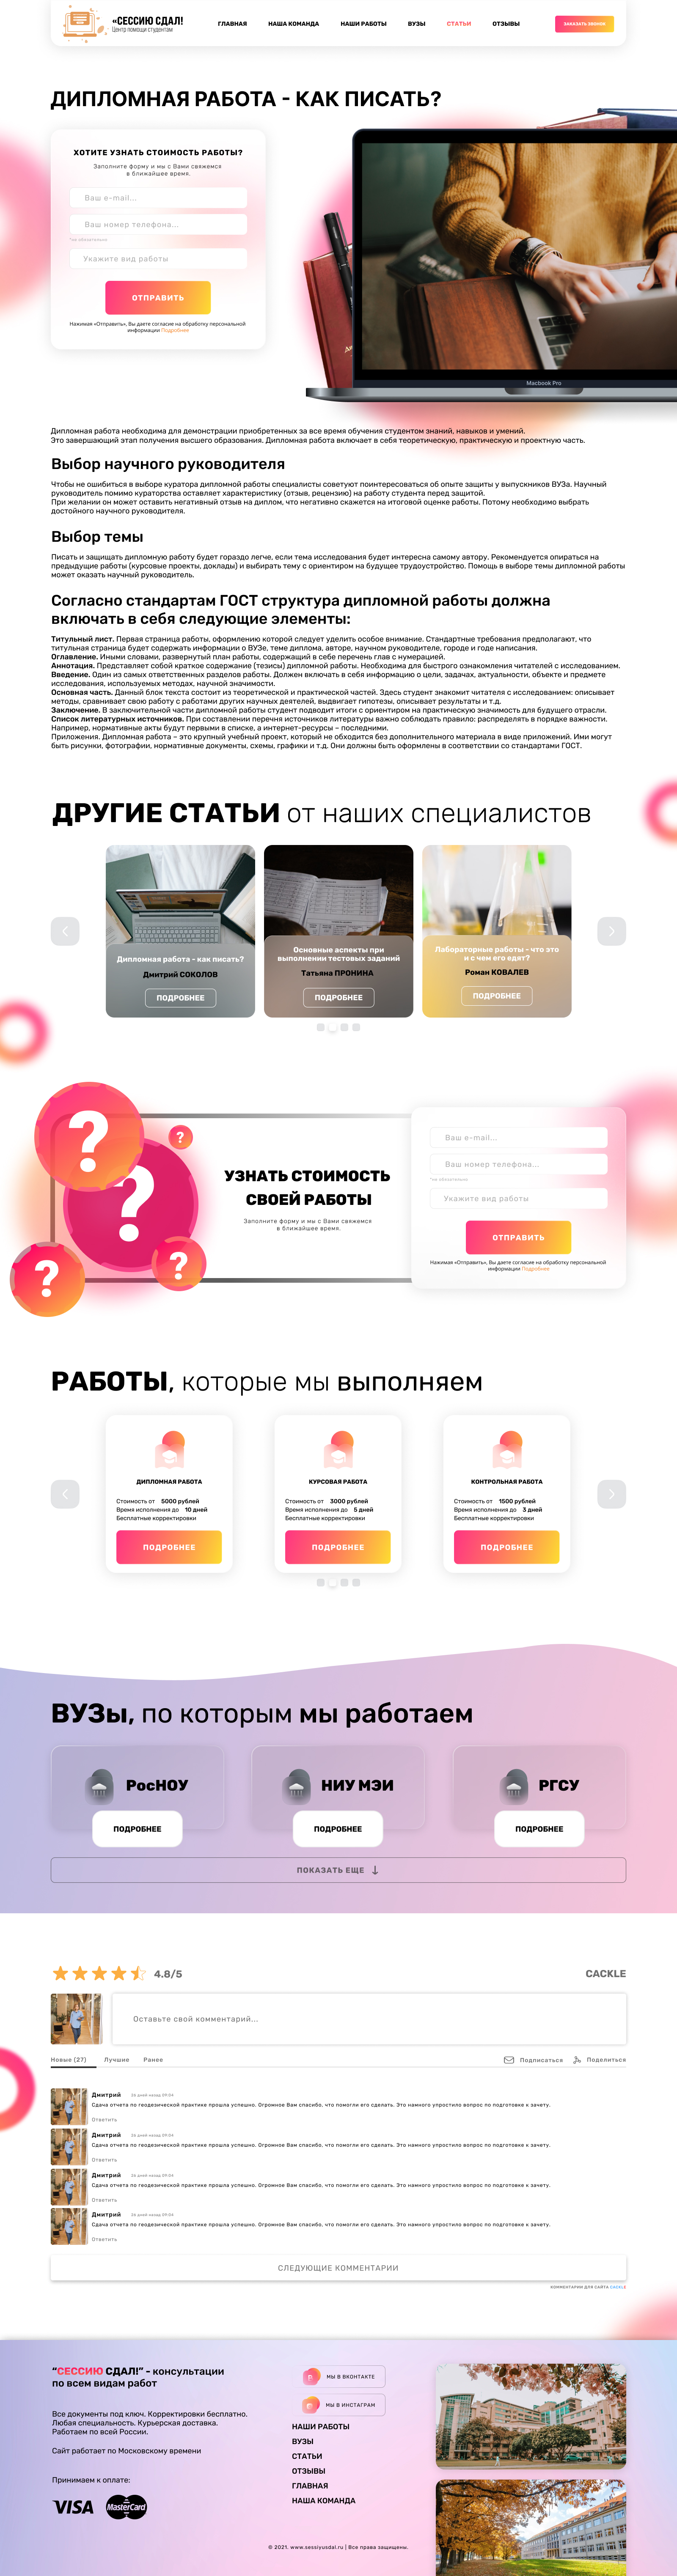 «СЕССИЮ СДАЛ!
Центр помощи студентам
ГЛАВНАЯ
НАША КОМАНДА
НАШИ РАБОТЫ
ВУЗЫ
СТАТЬИ
ОТЗЫВЫ
ЗАКАЗАТЬ ЗВОНОК
ДИПЛОМНАЯ РАБОТА - КАК ПИСАТЬ?
ХОТИТЕ УЗНАТЬ СТОИМОСТЬ РАБОТЫ?
Заполните форму и мы с Вами свяжемся
в ближайшее время.
Ваш e-mail...
Ваш номер телефона...
*не обязательно
Укажите вид работы
ОТПРАВИТЬ
Нажимая «Отправить», Вы даете согласие на обработку персональной
информации Подробнее
Macbook Pro
Дипломная работа необходима для демонстрации приобретенных за все время обучения студентом знаний, навыков и умений.
Это завершающий этап получения высшего образования. Дипломная работа включает в себя теоретическую, практическую и проектную часть.
Выбор научного руководителя
Чтобы не ошибиться в выборе куратора дипломной работы специалисты советуют поинтересоваться об опыте защиты у выпускников ВУЗа. Научный
руководитель помимо кураторства оставляет характеристику (отзыв, рецензию) на работу студента перед защитой.
При желании он может оставить негативный отзыв на диплом, что негативно скажется на итоговой оценке работы. Потому необходимо выбрать
достойного научного руководителя.
Выбор темы
Писать и защищать дипломную работу будет гораздо легче, если тема исследования будет интересна самому автору. Рекомендуется опираться на
предыдущие работы (курсовые проекты, доклады) и выбирать тему с ориентиром на будущее трудоустройство. Помощь в выборе темы дипломной работы
может оказать научный руководитель.
Согласно стандартам ГОСТ структура дипломной работы должна
включать в себя следующие элементы:
Титульный лист. Первая страница работы, оформлению которой следует уделить особое внимание. Стандартные требования предполагают, что
титульная страница будет содержать информацию о ВУЗе, теме диплома, авторе, научном руководителе, городе и годе написания.
Оглавление. Иными словами, развернутый план работы, содержащий в себе перечень глав с нумерацией.
Аннотация. Представляет собой краткое содержание (тезисы) дипломной работы. Необходима для быстрого ознакомления читателей с исследованием.
Введение. Один из самых ответственных разделов работы. Должен включать в себя информацию о цели, задачах, актуальности, объекте и предмете
исследования, используемых методах, научной значимости.
Основная часть. Данный блок текста состоит из теоретической и практической частей. Здесь студент знакомит читателя с исследованием: описывает
методы, сравнивает свою работу с работами других научных деятелей, выдвигает гипотезы, описывает результаты и т.д.
Заключение. В заключительной части дипломной работы студент подводит итоги с ориентиром на практическую значимость для будущего отрасли.
Список литературных источников. При составлении перечня источников литературы важно соблюдать правило: распределять в порядке важности.
Например, нормативные акты будут первыми в списке, а интернет-ресурсы – последними.
Приложения. Дипломная работа – это крупный учебный проект, который не обходится без дополнительного материала в виде приложений. Ими могут
быть рисунки, фотографии, нормативные документы, схемы, графики и т.д. Они должны быть оформлены в соответствии со стандартами ГОСТ.
ДРУГИЕ СТАТЬИ от наших специалистов
Дипломная работа - как писать?
Дмитрий СОКОЛОВ
ПОДРОБНЕЕ
Основные аспекты при
выполнении тестовых заданий
Татьяна ПРОНИНА
ПОДРОБНЕЕ
Лабораторные работы - что это
и с чем его едят?
Роман КОВАЛЕВ
ПОДРОБНЕЕ
?
?
?
?
?
УЗНАТЬ СТОИМОСТЬ
СВОЕЙ РАБОТЫ
Заполните форму и мы с Вами свяжемся
в ближайшее время.
Ваш e-mail...
Ваш номер телефона...
*не обязательно
Укажите вид работы
ОТПРАВИТЬ
Нажимая «Отправить», Вы даете согласие на обработку персональной
информации Подробнее
РАБОТЫ, которые мы выполняем
ДИПЛОМНАЯ РАБОТА
Стоимость от 5000 рублей
Время исполнения до 10 дней
Бесплатные корректировки
ПОДРОБНЕЕ
КУРСОВАЯ РАБОТА
Стоимость от 3000 рублей
Время исполнения до 5 дней
Бесплатные корректировки
ПОДРОБНЕЕ
КОНТРОЛЬНАЯ РАБОТА
Стоимость от 1500 рублей
Время исполнения до 3 дней
Бесплатные корректировки
ПОДРОБНЕЕ
ВУЗы, по которым мы работаем
РосНОУ
ПОДРОБНЕЕ
НИУ МЭИ
ПОДРОБНЕЕ
РГСУ
ПОДРОБНЕЕ
ПОКАЗАТЬ ЕЩЕ
4.8/5
CACKLE
Оставьте свой комментарий...
Новые (27)
Лучшие
Ранее
Подписаться
Поделиться
Дмитрий 26 дней назад 09:04
Сдача отчета по геодезической практике прошла успешно. Огромное Вам спасибо, что помогли его сделать. Это намного упростило вопрос по подготовке к зачету.
Ответить
Дмитрий 26 дней назад 09:04
Сдача отчета по геодезической практике прошла успешно. Огромное Вам спасибо, что помогли его сделать. Это намного упростило вопрос по подготовке к зачету.
Ответить
Дмитрий 26 дней назад 09:04
Сдача отчета по геодезической практике прошла успешно. Огромное Вам спасибо, что помогли его сделать. Это намного упростило вопрос по подготовке к зачету.
Ответить
Дмитрий 26 дней назад 09:04
Сдача отчета по геодезической практике прошла успешно. Огромное Вам спасибо, что помогли его сделать. Это намного упростило вопрос по подготовке к зачету.
Ответить
СЛЕДУЮЩИЕ КОММЕНТАРИИ
КОММЕНТАРИИ ДЛЯ САЙТА CACKLE
“СЕССИЮ СДАЛ!” - консультации
по всем видам работ
Все документы под ключ. Корректировки бесплатно.
Любая специальность. Курьерская доставка.
Работаем по всей России.
Сайт работает по Московскому времени
Принимаем к оплате:
VISA
MasterCard
МЫ В ВКОНТАКТЕ
МЫ В ИНСТАГРАМ
НАШИ РАБОТЫ
ВУЗЫ
СТАТЬИ
ОТЗЫВЫ
ГЛАВНАЯ
НАША КОМАНДА
© 2021. www.sessiyusdal.ru | Все права защищены.